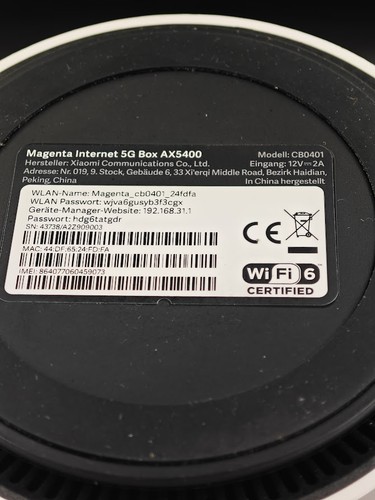 Magenta Internet 5G Box AX5400 Modell: CB0401
Hersteller: Xiaomi Communications Co., Ltd. Eingang: 12V⎓2A
Adresse: Nr. 019, 9. Stock, Gebäude 6, 33 Xi'erqi Middle Road, Bezirk Haidian,
Peking, China In China hergestellt
WLAN-Name: Magenta_cb0401_24fdfa
WLAN Passwort: wjva6gusyb3f3cgx
Geräte-Manager-Website: 192.168.31.1
Passwort: hdg6tatgdr
SN: 43738/A2Z909003
MAC: 44:DF:65:24:FD:FA
IMEI: 864077060459073
CE
Wi Fi 6
CERTIFIED